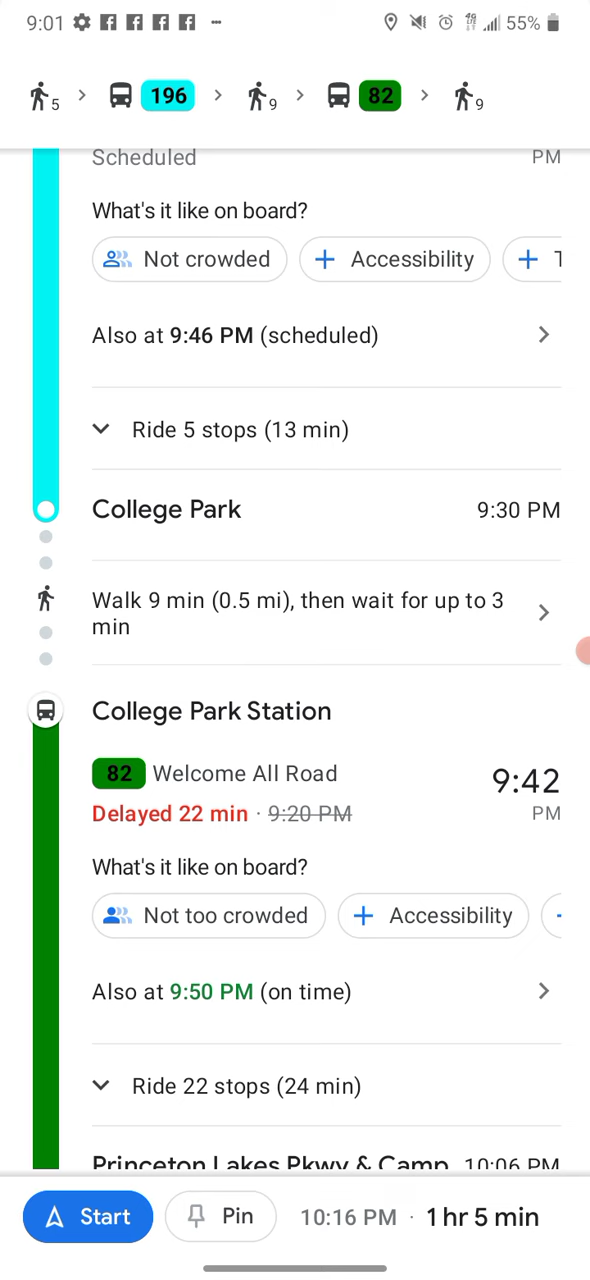 9:01 55%
5 196 9 82 9
Scheduled PM
What's it like on board?
Not crowded Accessibility
Also at 9:46 PM (scheduled)
Ride 5 stops (13 min)
College Park 9:30 PM
Walk 9 min (0.5 mi), then wait for up to 3
min
College Park Station
82 Welcome All Road 9:42
Delayed 22 min · 9:20 PM PM
What's it like on board?
Not too crowded Accessibility
Also at 9:50 PM (on time)
Ride 22 stops (24 min)
Princeton Lakes Pkwy & Camp 10:06 PM
Start Pin 10:16 PM · 1 hr 5 min